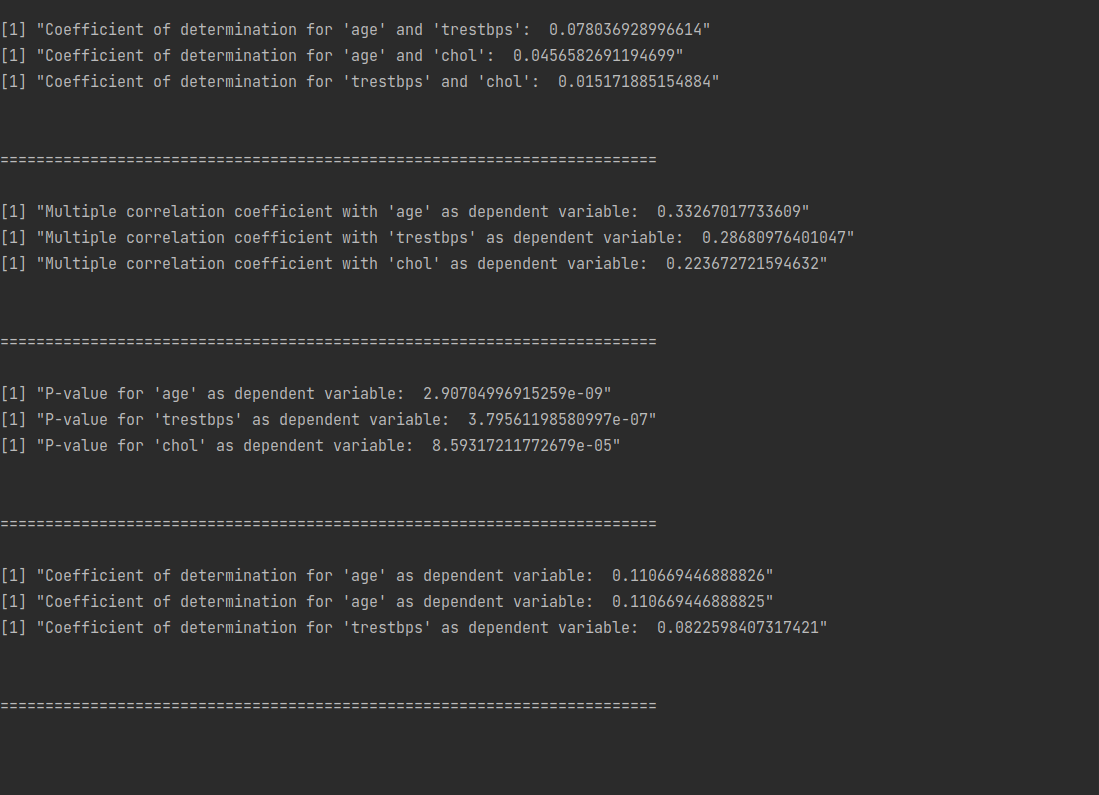 [1] "Coefficient of determination for 'age' and 'trestbps':  0.078036928996614"
[1] "Coefficient of determination for 'age' and 'chol':  0.0456582691194699"
[1] "Coefficient of determination for 'trestbps' and 'chol':  0.015171885154884"
=========================================================================
[1] "Multiple correlation coefficient with 'age' as dependent variable:  0.33267017733609"
[1] "Multiple correlation coefficient with 'trestbps' as dependent variable:  0.28680976401047"
[1] "Multiple correlation coefficient with 'chol' as dependent variable:  0.223672721594632"
=========================================================================
[1] "P-value for 'age' as dependent variable:  2.90704996915259e-09"
[1] "P-value for 'trestbps' as dependent variable:  3.79561198580997e-07"
[1] "P-value for 'chol' as dependent variable:  8.59317211772679e-05"
=========================================================================
[1] "Coefficient of determination for 'age' as dependent variable:  0.110669446888826"
[1] "Coefficient of determination for 'age' as dependent variable:  0.110669446888825"
[1] "Coefficient of determination for 'trestbps' as dependent variable:  0.0822598407317421"
=========================================================================